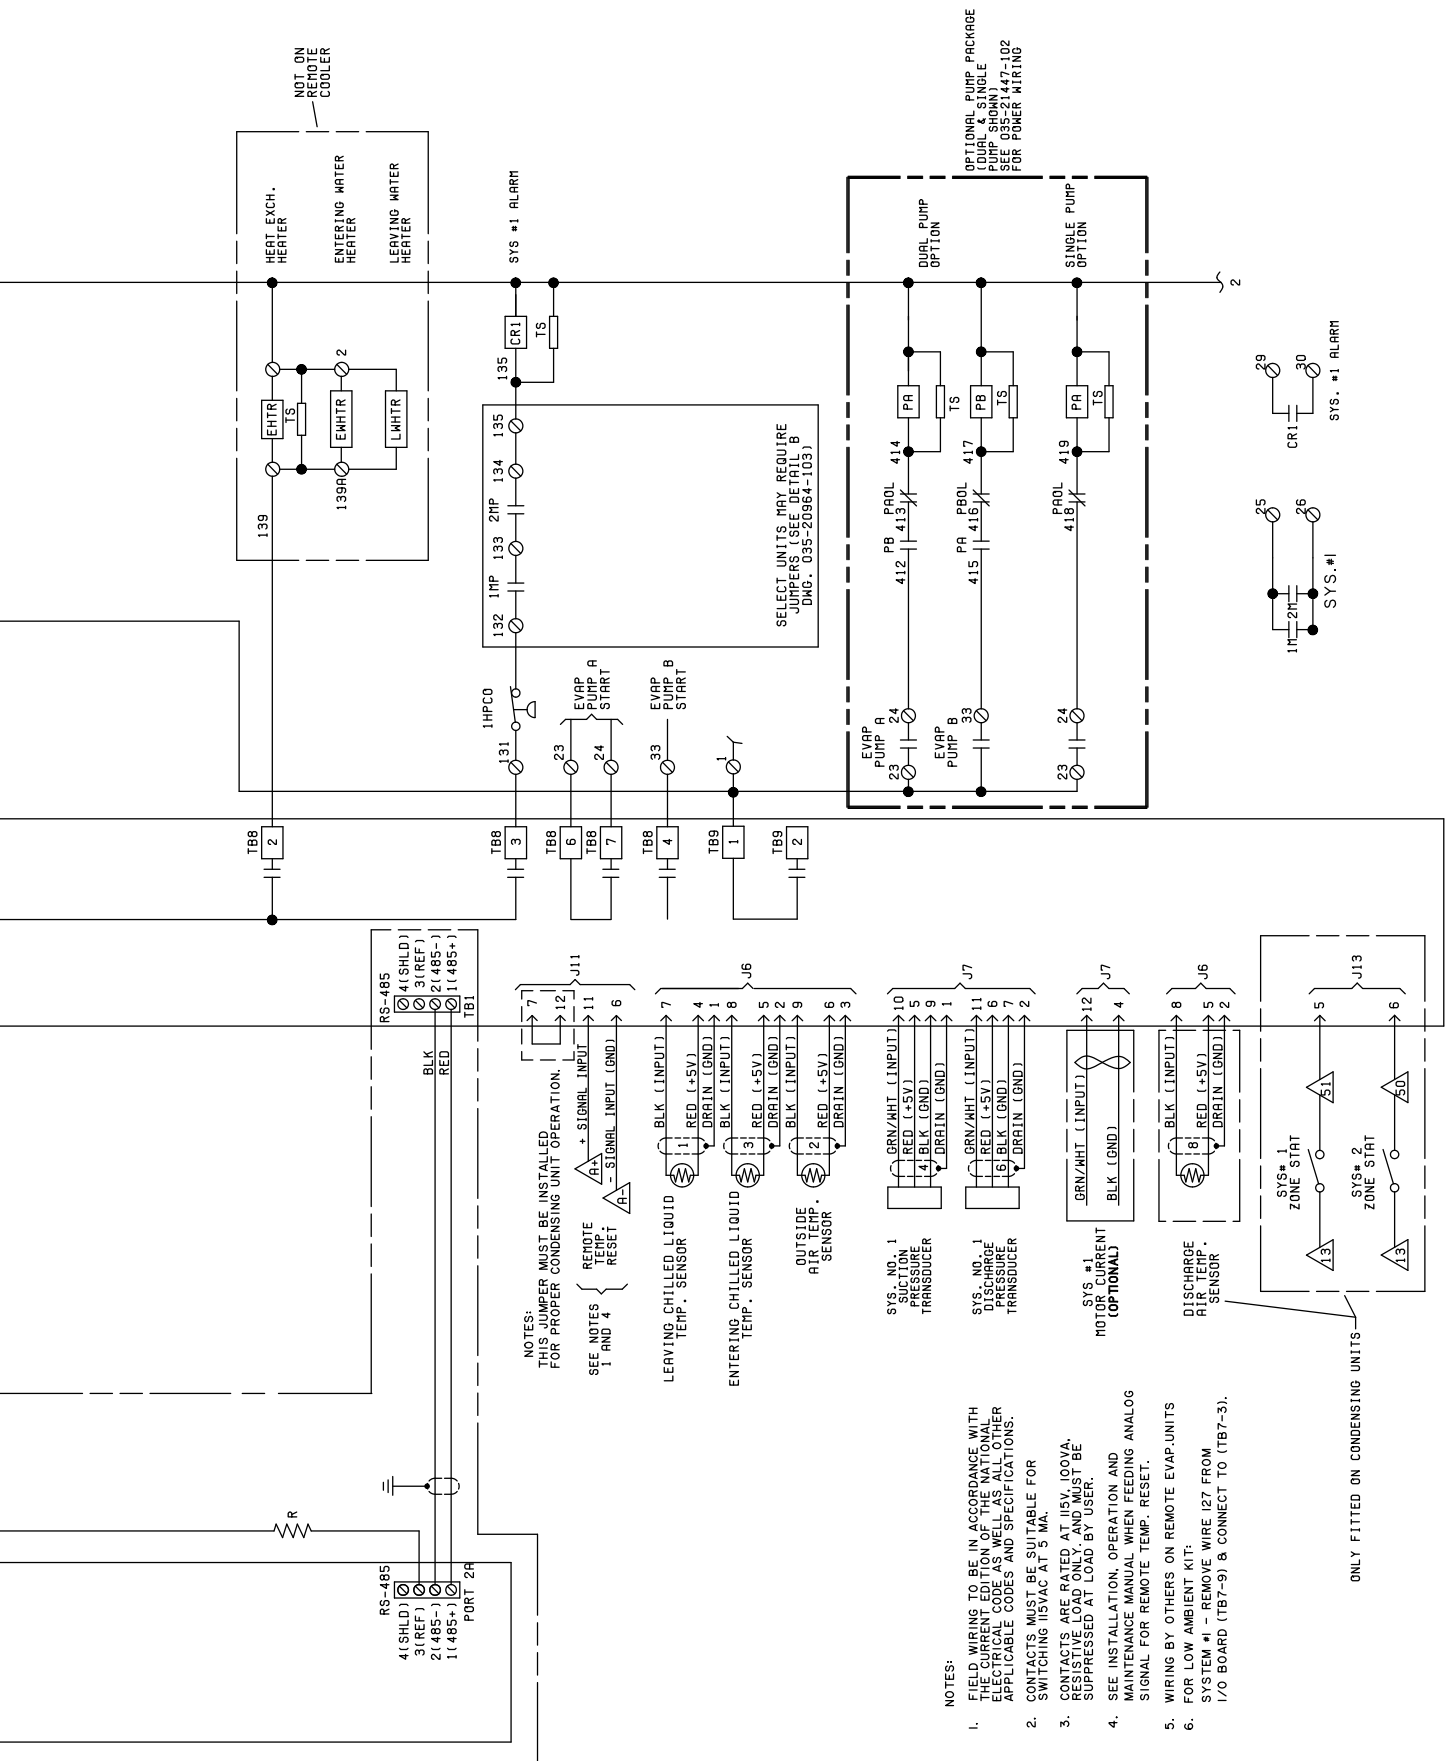 NOT ON
REMOTE
COOLER
HEAT EXCH.
HEATER
ENTERING WATER
HEATER
LEAVING WATER
HEATER
139
EHTR
TS
EWHTR
LWHTR
139A
2
TB8
2
SYS #1 ALARM
CR1
TS
135
135
134
2MP
133
1MP
132
SELECT UNITS MAY REQUIRE
JUMPERS (SEE DETAIL B
DWG. 035-20964-103)
1HPCO
131
TB8
3
EVAP
PUMP A
START
23
24
TB8
6
TB8
7
EVAP
PUMP B
START
33
TB8
4
1
TB9
1
TB9
2
OPTIONAL PUMP PACKAGE
(DUAL & SINGLE
PUMP SHOWN)
SEE 035-21447-102
FOR POWER WIRING
DUAL PUMP
OPTION
SINGLE PUMP
OPTION
PA
TS
414
PAOL
413
PB
412
EVAP
PUMP A
24
23
PB
TS
417
PBOL
416
PA
415
EVAP
PUMP B
33
PA
TS
419
PAOL
418
24
23
2
29
30
CR1
SYS. #1 ALARM
25
26
1M
2M
SYS.#1
RS-485
4(SHLD)
3(REF)
2(485-)
1(485+)
TB1
BLK
RED
R
RS-485
4(SHLD)
3(REF)
2(485-)
1(485+)
PORT 2A
J11
7
12
11
6
+ SIGNAL INPUT
- SIGNAL INPUT (GND)
A+
A-
NOTES:
THIS JUMPER MUST BE INSTALLED
FOR PROPER CONDENSING UNIT OPERATION.
REMOTE
TEMP.
RESET
SEE NOTES
1 AND 4
J6
7
4
1
8
5
2
9
6
3
BLK (INPUT)
RED (+5V)
DRAIN (GND)
BLK (INPUT)
RED (+5V)
DRAIN (GND)
BLK (INPUT)
RED (+5V)
DRAIN (GND)
1
3
2
LEAVING CHILLED LIQUID
TEMP. SENSOR
ENTERING CHILLED LIQUID
TEMP. SENSOR
OUTSIDE
AIR TEMP.
SENSOR
J7
10
5
9
1
11
6
7
2
GRN/WHT (INPUT)
RED (+5V)
BLK (GND)
DRAIN (GND)
GRN/WHT (INPUT)
RED (+5V)
BLK (GND)
DRAIN (GND)
4
6
SYS. NO. 1
SUCTION
PRESSURE
TRANSDUCER
SYS. NO. 1
DISCHARGE
PRESSURE
TRANSDUCER
J7
12
4
GRN/WHT (INPUT)
BLK (GND)
SYS #1
MOTOR CURRENT
(OPTIONAL)
J6
8
5
2
BLK (INPUT)
RED (+5V)
DRAIN (GND)
8
DISCHARGE
AIR TEMP.
SENSOR
J13
5
6
51
50
SYS# 1
ZONE STAT
SYS# 2
ZONE STAT
13
13
ONLY FITTED ON CONDENSING UNITS
NOTES:
1. FIELD WIRING TO BE IN ACCORDANCE WITH
THE CURRENT EDITION OF THE NATIONAL
ELECTRICAL CODE AS WELL AS ALL OTHER
APPLICABLE CODES AND SPECIFICATIONS.
2. CONTACTS MUST BE SUITABLE FOR
SWITCHING 115VAC AT 5 MA.
3. CONTACTS ARE RATED AT 115V, 100VA,
RESISTIVE LOAD ONLY, AND MUST BE
SUPPRESSED AT LOAD BY USER.
4. SEE INSTALLATION, OPERATION AND
MAINTENANCE MANUAL WHEN FEEDING ANALOG
SIGNAL FOR REMOTE TEMP. RESET.
5. WIRING BY OTHERS ON REMOTE EVAP.UNITS
6. FOR LOW AMBIENT KIT:
SYSTEM #1 - REMOVE WIRE 127 FROM
I/O BOARD (TB7-9) & CONNECT TO (TB7-3).